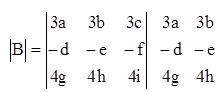 3a 3b 3c 3a 3b
|B| = | -d -e -f | -d -e
4g 4h 4i 4g 4h